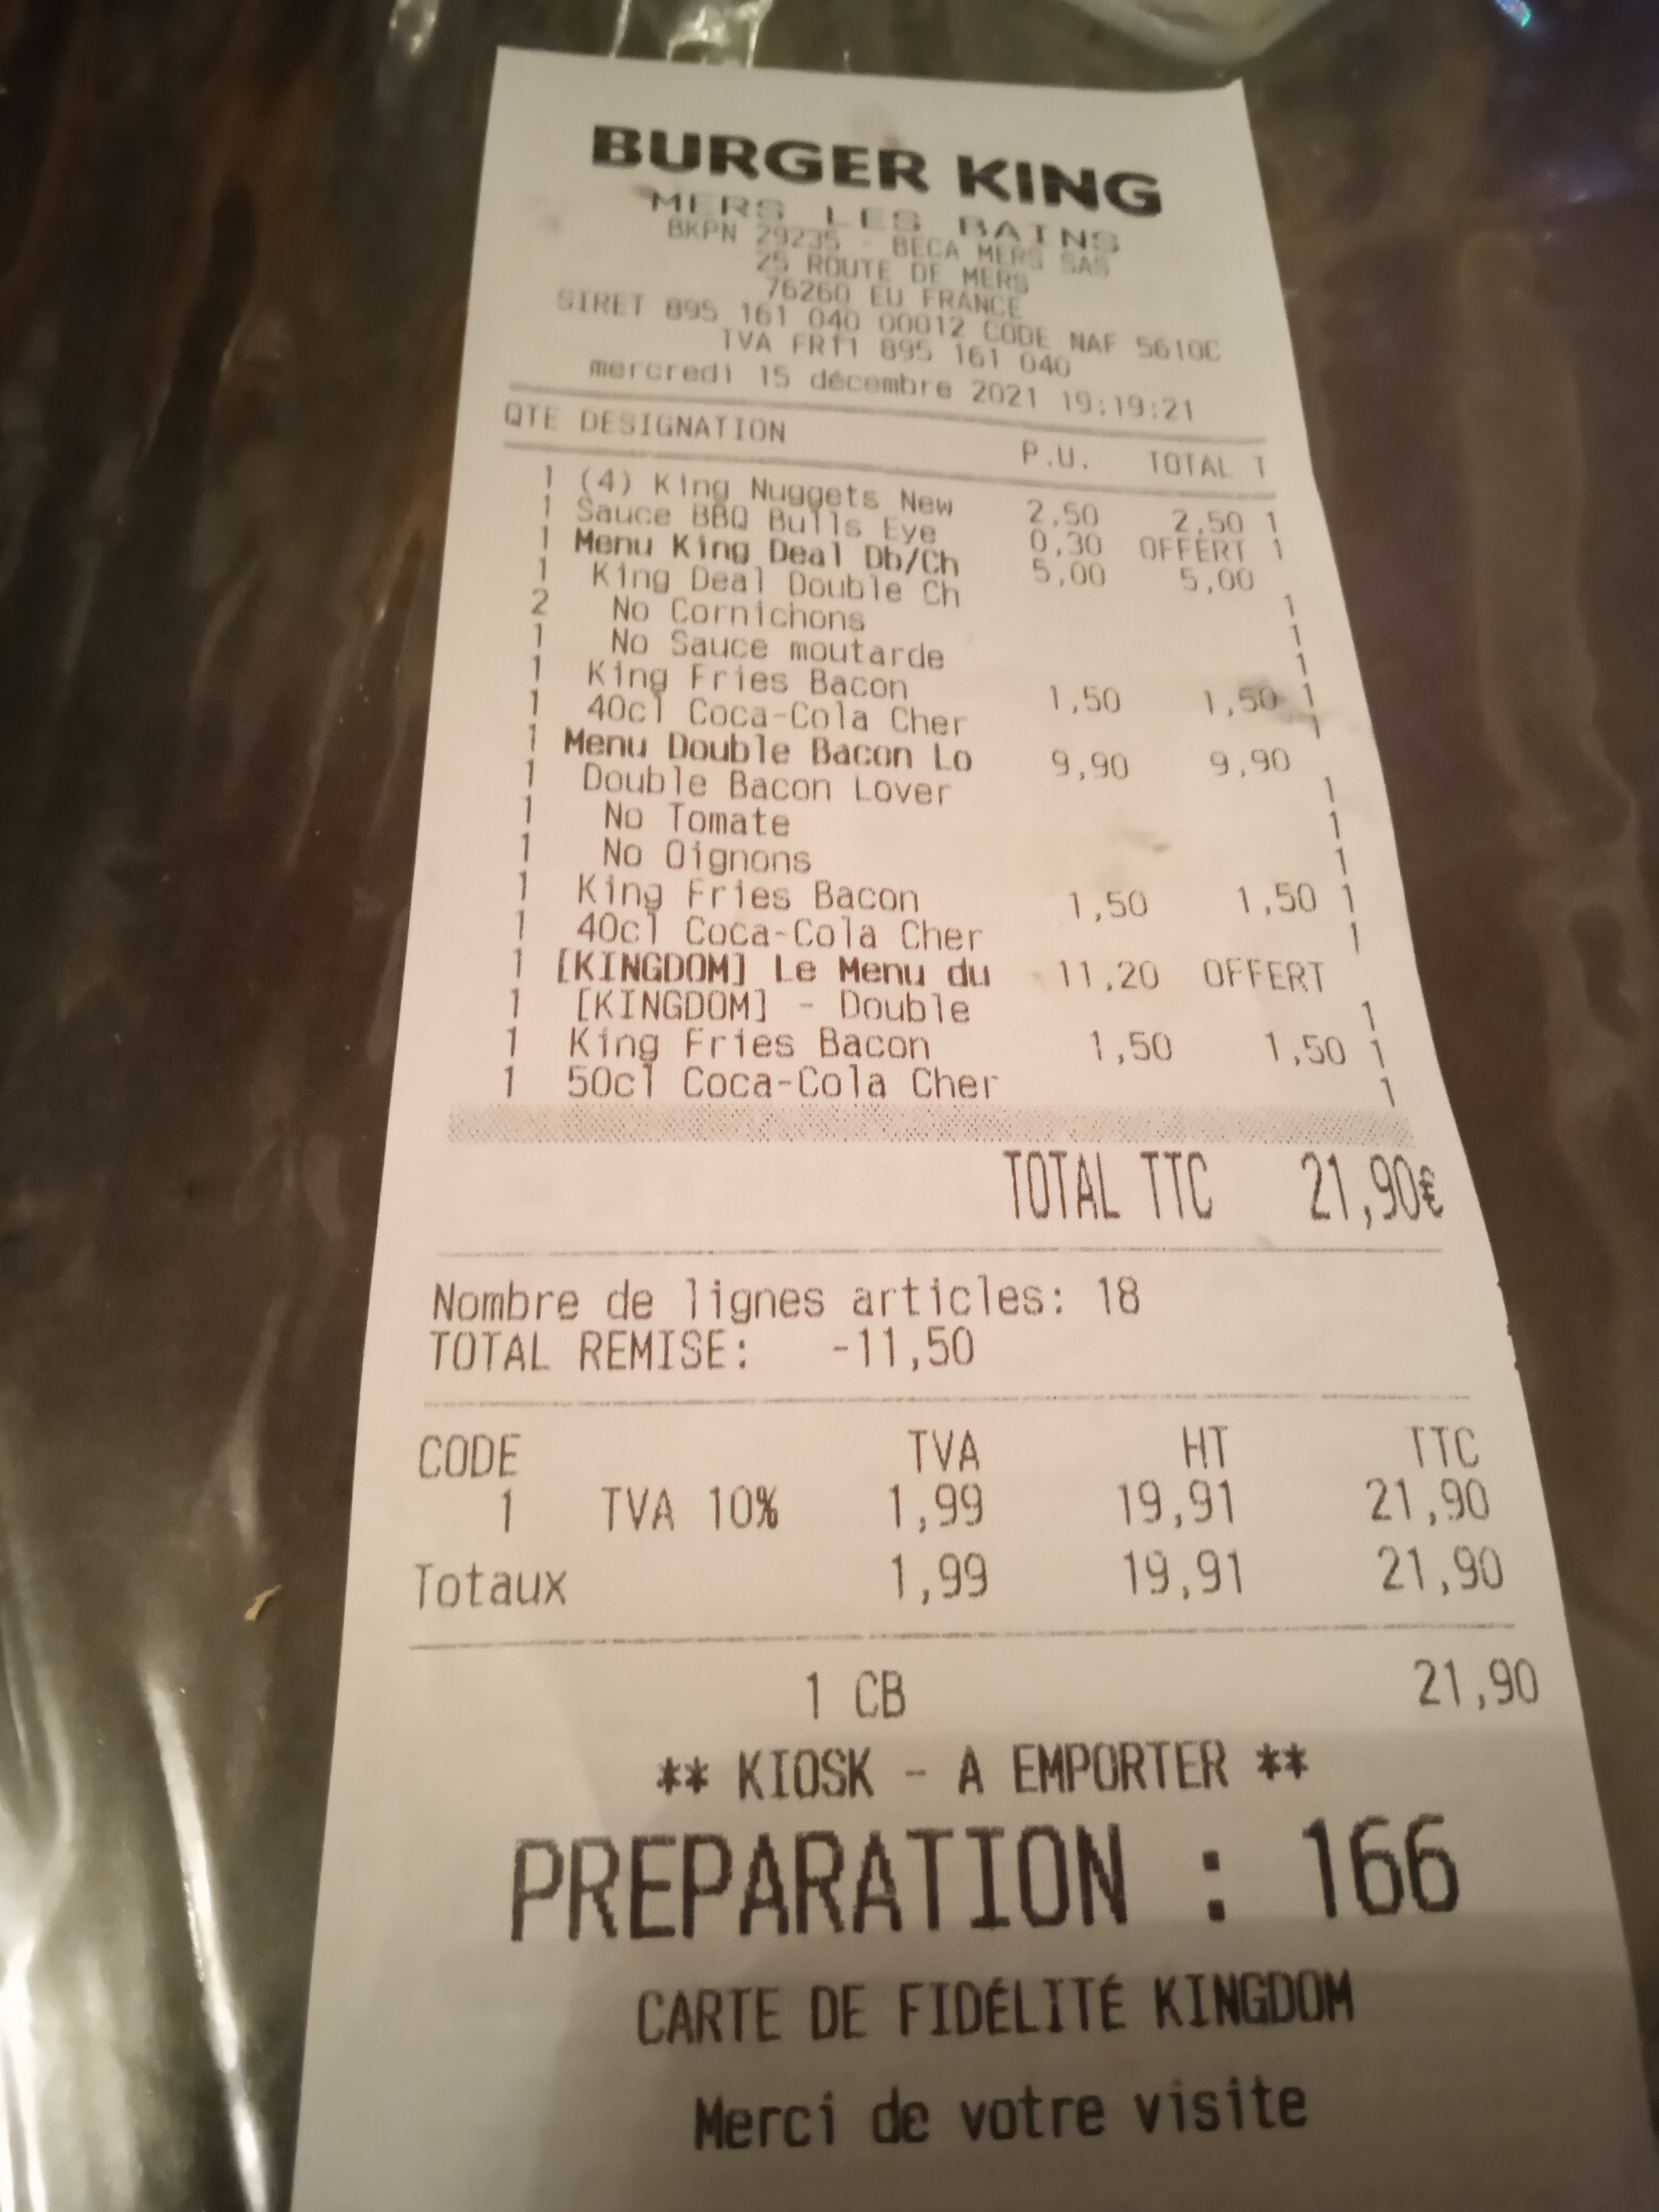 BURGER KING
MERS LES BAINS
BKPN 29235 - BECA MERS SAS
25 ROUTE DE MERS
76260 EU FRANCE
SIRET 895 161 040 00012 CODE NAF 5610C
TVA FR11 895 161 040
mercredi 15 décembre 2021 19:19:21
QTE DESIGNATION P.U. TOTAL T
1 (4) King Nuggets New 2,50 2,50 1
1 Sauce BBQ Bulls Eye 0,30 OFFERT 1
1 Menu King Deal Db/Ch 5,00 5,00
1 King Deal Double Ch 1
2 No Cornichons 1
1 No Sauce moutarde 1
1 King Fries Bacon 1,50 1,50 1
1 40cl Coca-Cola Cher 1
1 Menu Double Bacon Lo 9,90 9,90
1 Double Bacon Lover 1
1 No Tomate 1
1 No Oignons 1
1 King Fries Bacon 1,50 1,50 1
1 40cl Coca-Cola Cher 1
1 [KINGDOM] Le Menu du 11,20 OFFERT
1 [KINGDOM] - Double 1
1 King Fries Bacon 1,50 1,50 1
1 50cl Coca-Cola Cher 1
TOTAL TTC 21,90€
Nombre de lignes articles: 18
TOTAL REMISE: -11,50
CODE TVA HT TTC
1 TVA 10% 1,99 19,91 21,90
Totaux 1,99 19,91 21,90
1 CB 21,90
** KIOSK - A EMPORTER **
PREPARATION : 166
CARTE DE FIDÉLITÉ KINGDOM
Merci de votre visite